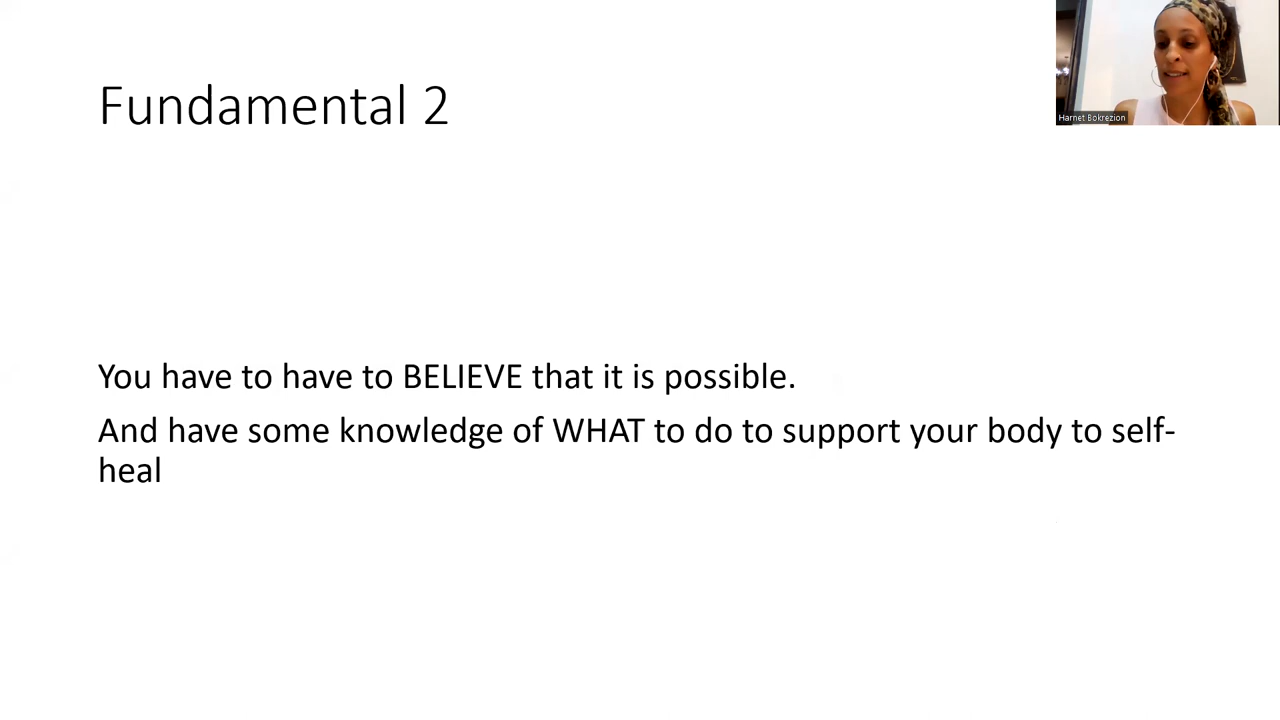 Fundamental 2
Harnet Bokrezion
You have to have to BELIEVE that it is possible.
And have some knowledge of WHAT to do to support your body to self-
heal